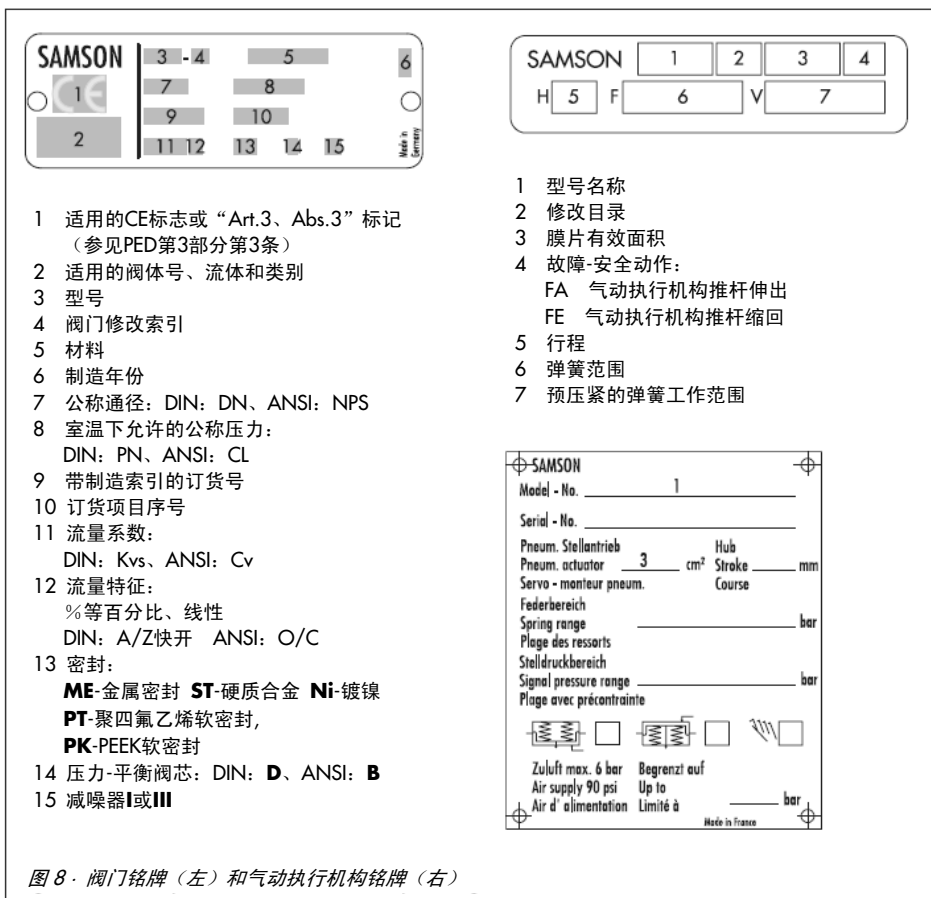 SAMSON 3 - 4 5 6
1 CE 7 8
9 10
2 11 12 13 14 15
Made in Germany
1 适用的CE标志或“Art.3、Abs.3”标记
（参见PED第3部分第3条）
2 适用的阀体号、流体和类别
3 型号
4 阀门修改索引
5 材料
6 制造年份
7 公称通径：DIN：DN、ANSI：NPS
8 室温下允许的公称压力：
DIN：PN、ANSI：CL
9 带制造索引的订货号
10 订货项目序号
11 流量系数：
DIN：Kvs、ANSI：Cv
12 流量特征：
%等百分比、线性
DIN：A/Z快开 ANSI：O/C
13 密封：
ME-金属密封 ST-硬质合金 Ni-镀镍
PT-聚四氟乙烯软密封，
PK-PEEK软密封
14 压力-平衡阀芯：DIN：D、ANSI：B
15 减噪器I或III
SAMSON 1 2 3 4
H 5 F 6 V 7
1 型号名称
2 修改目录
3 膜片有效面积
4 故障-安全动作：
FA 气动执行机构推杆伸出
FE 气动执行机构推杆缩回
5 行程
6 弹簧范围
7 预压紧的弹簧工作范围
SAMSON
Model - No. 1
Serial - No.
Pneum. Stellantrieb Hub
Pneum. actuator 3 cm² Stroke mm
Servo - monteur pneum. Course
Federbereich
Spring range bar
Plage des ressorts
Stelldruckbereich
Signal pressure range bar
Plage avec précontrainte
Zuluft max. 6 bar Begrenzt auf
Air supply 90 psi Up to
Air d' alimentation Limité à bar
Made in France
图 8 · 阀门铭牌（左）和气动执行机构铭牌（右）